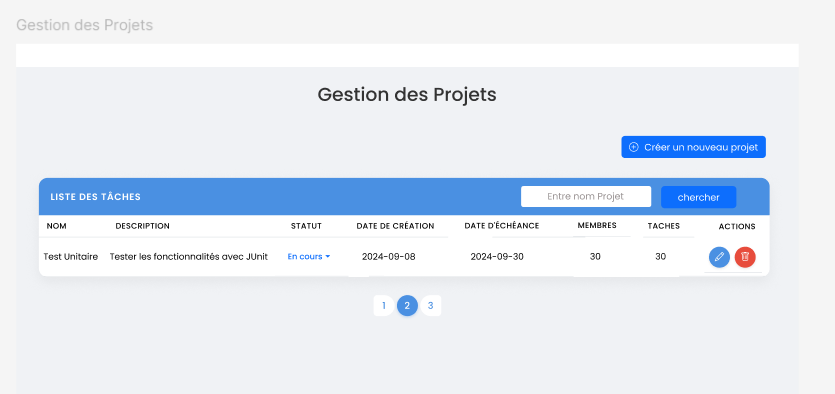 Gestion des Projets
Gestion des Projets
Créer un nouveau projet
LISTE DES TÂCHES Entre nom Projet chercher
NOM DESCRIPTION STATUT DATE DE CRÉATION DATE D'ÉCHÉANCE MEMBRES TACHES ACTIONS
Test Unitaire Tester les fonctionnalités avec JUnit En cours 2024-09-08 2024-09-30 30 30
1 2 3